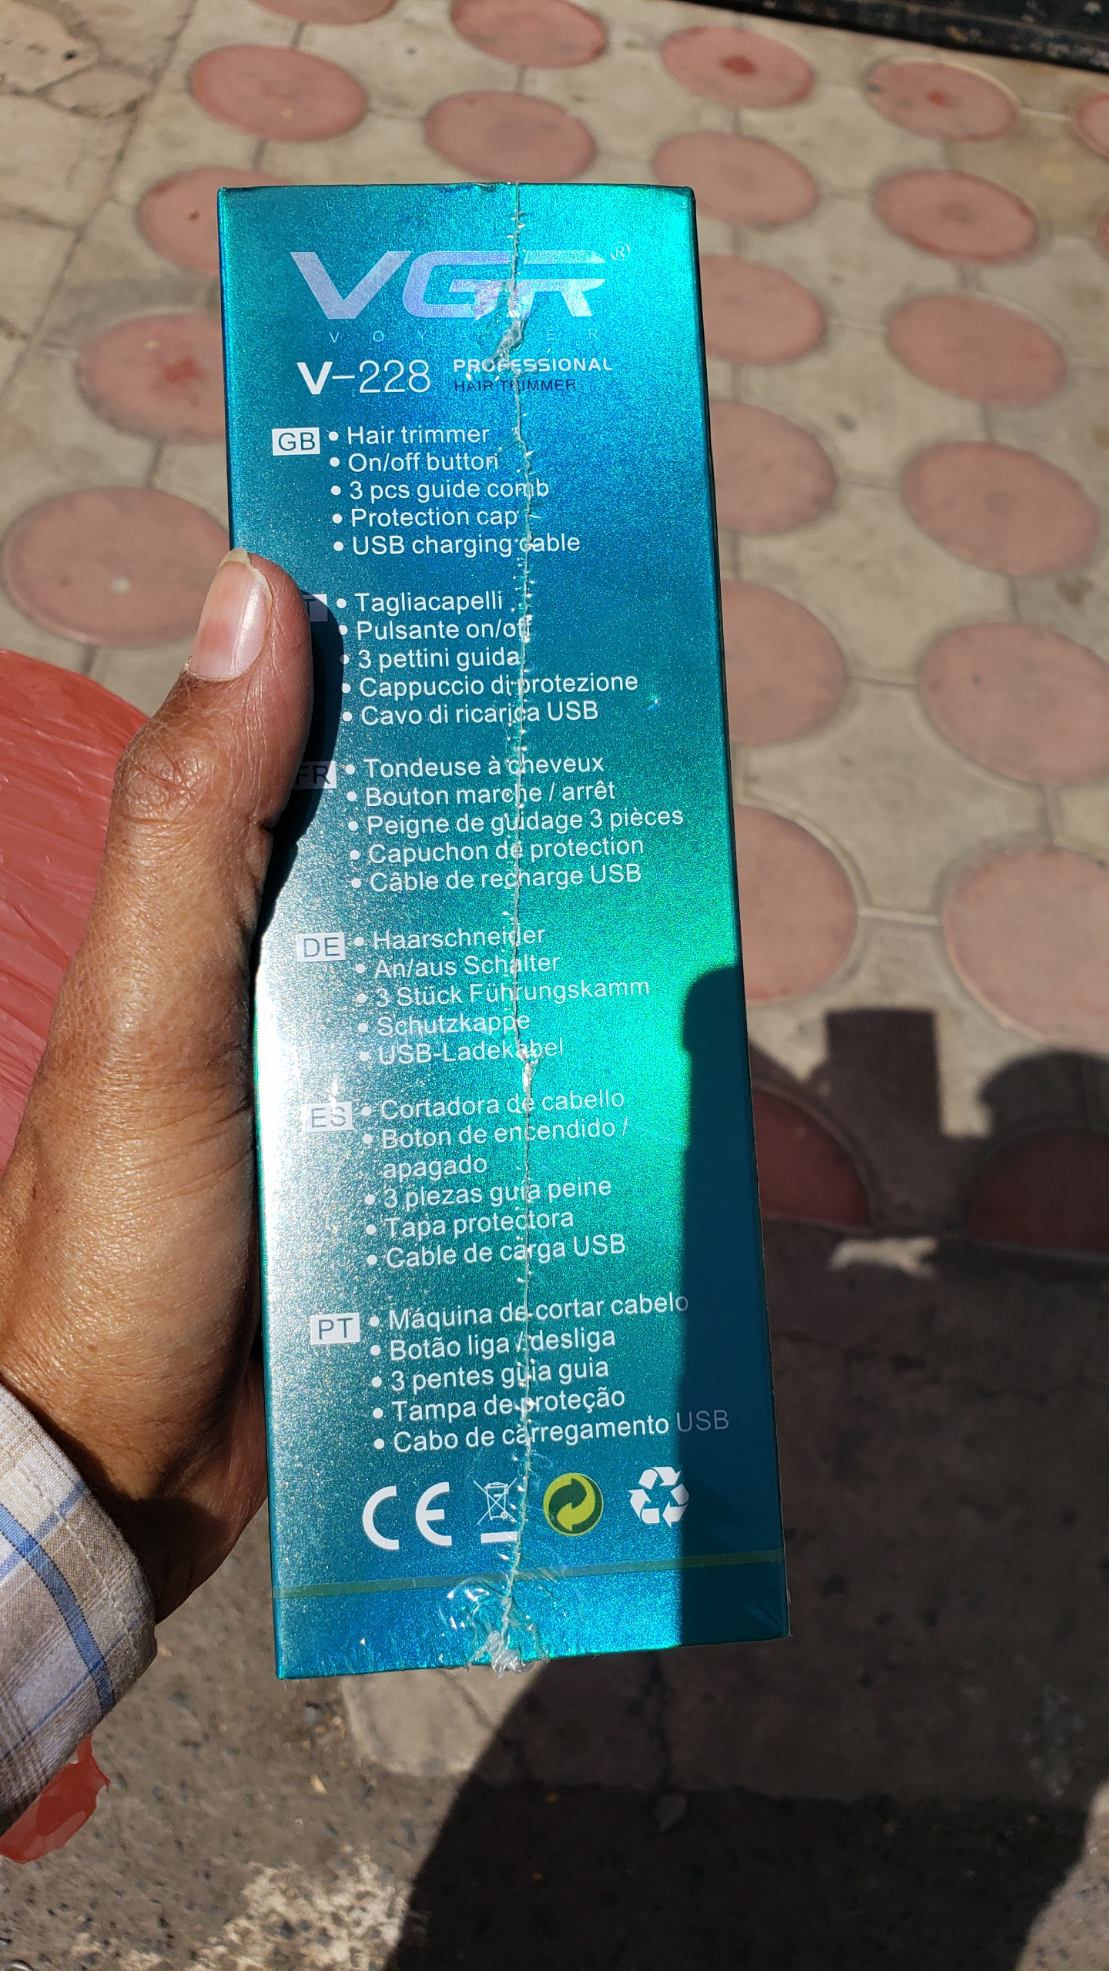 VGR®
V-228 PROFESSIONAL
HAIR TRIMMER
GB • Hair trimmer
• On/off button
• 3 pcs guide comb
• Protection cap
• USB charging cable
• Tagliacapelli
• Pulsante on/off
• 3 pettini guida
• Cappuccio di protezione
• Cavo di ricarica USB
FR • Tondeuse à cheveux
• Bouton marche / arrêt
• Peigne de guidage 3 pièces
• Capuchon de protection
• Câble de recharge USB
DE • Haarschneider
• An/aus Schalter
• 3 Stück Führungskamm
• Schutzkappe
• USB-Ladekabel
ES • Cortadora de cabello
• Boton de encendido /
apagado
• 3 piezas guia peine
• Tapa protectora
• Cable de carga USB
PT • Máquina de cortar cabelo
• Botão liga / desliga
• 3 pentes guia guia
• Tampa de proteção
• Cabo de carregamento USB
CE